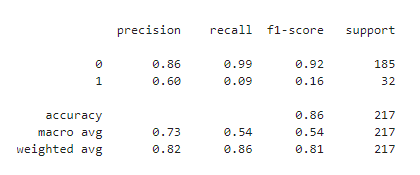 precision recall f1-score support
0 0.86 0.99 0.92 185
1 0.60 0.09 0.16 32
accuracy 0.86 217
macro avg 0.73 0.54 0.54 217
weighted avg 0.82 0.86 0.81 217